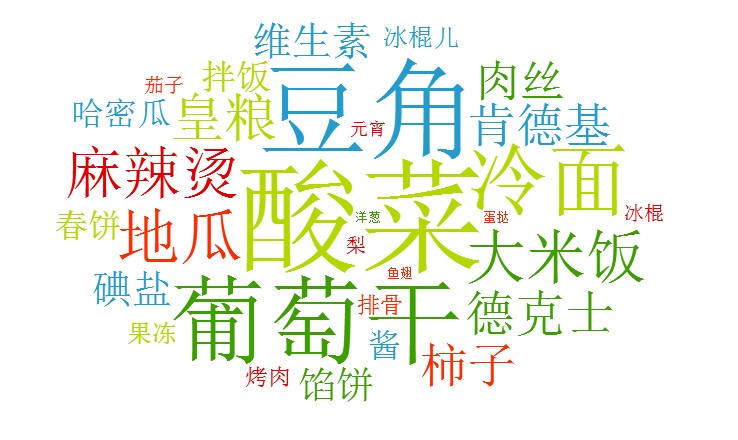 维生素
冰棍儿
茄子
拌饭
豆角
肉丝
哈密瓜
皇粮
元宵
肯德基
麻辣烫
酸菜
冷面
春饼
地瓜
洋葱
蛋挞
冰棍
梨
大米饭
碘盐
葡萄干
鱼翅
德克士
果冻
排骨
酱
柿子
烤肉
馅饼